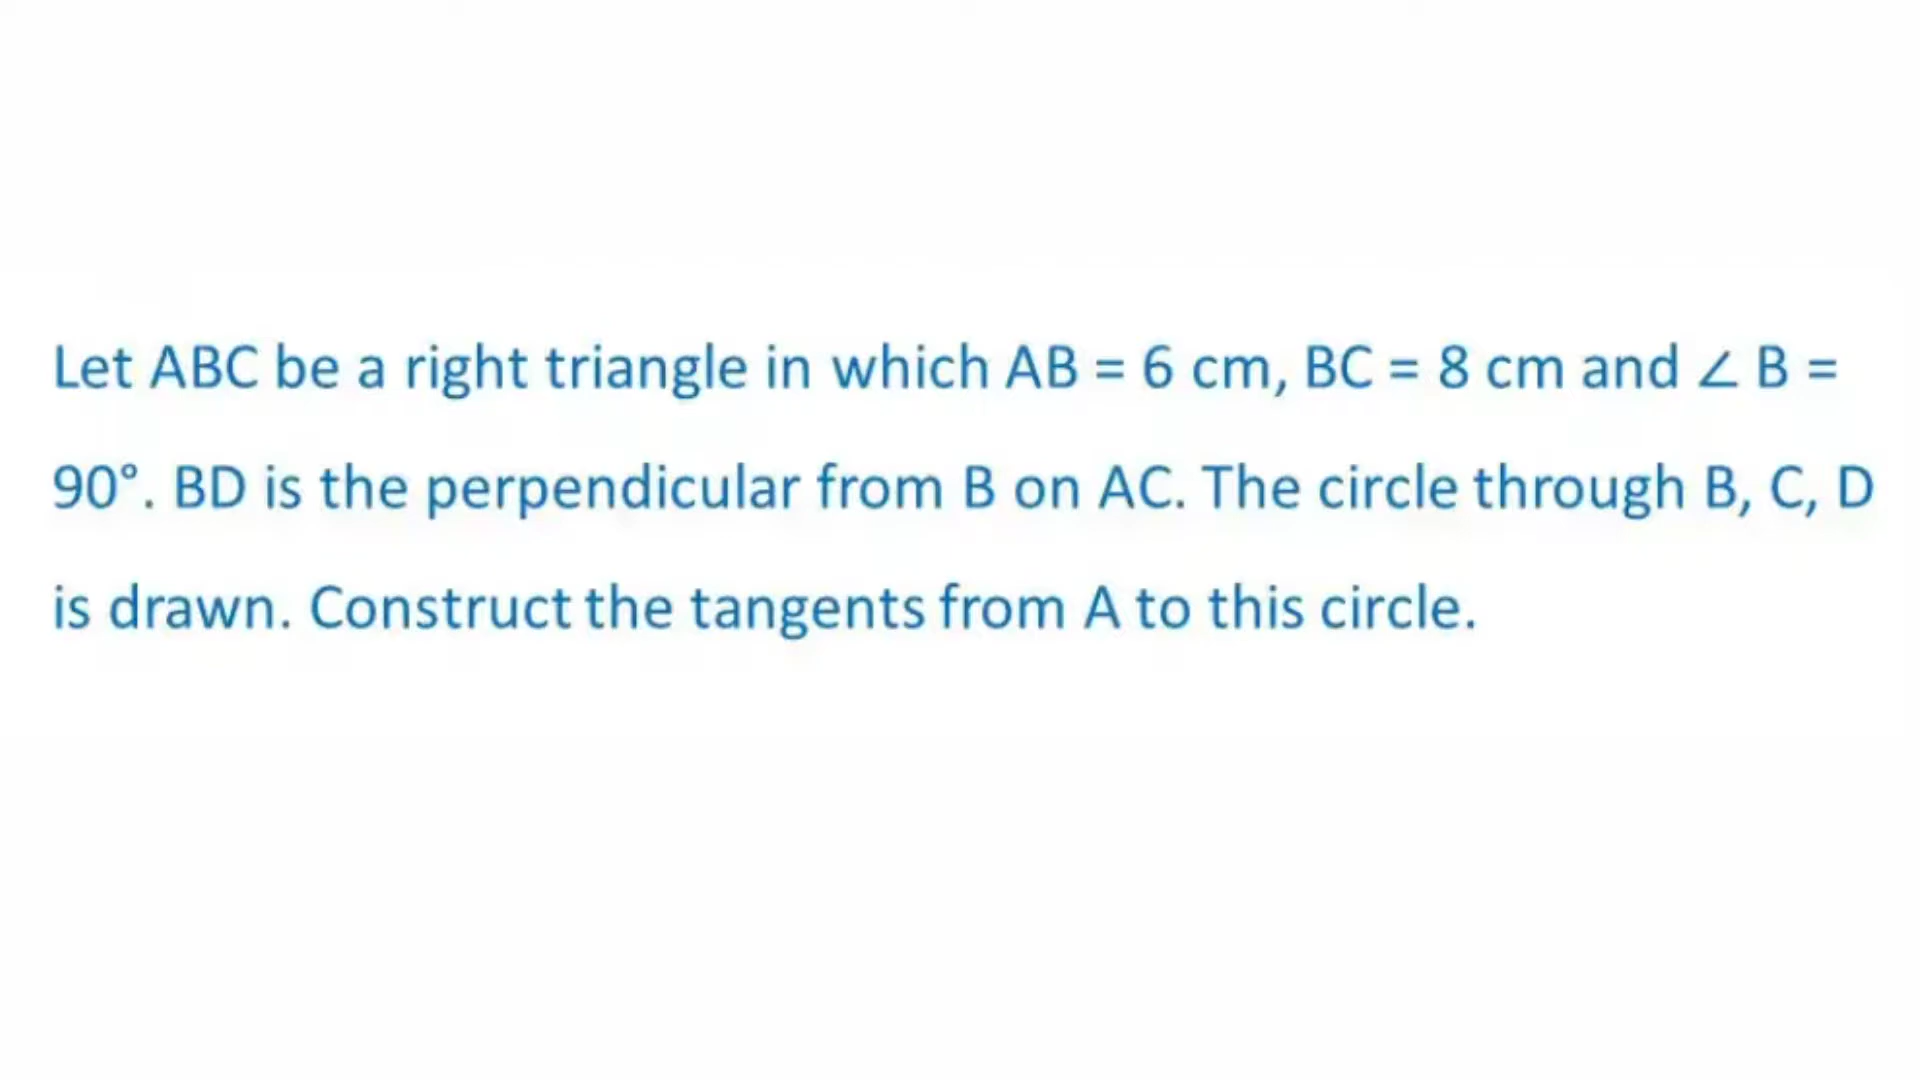 Let ABC be a right triangle in which AB = 6 cm, BC = 8 cm and ∠ B =
90°. BD is the perpendicular from B on AC. The circle through B, C, D
is drawn. Construct the tangents from A to this circle.